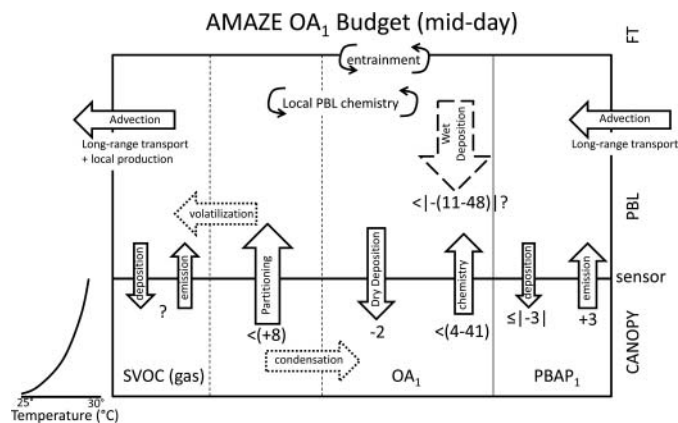 AMAZE OA₁ Budget (mid-day)
FT
entrainment
Local PBL chemistry
Advection
Long-range transport
+ local production
Wet
Deposition
Advection
Long-range transport
<|-(11-48)|?
PBL
volatilization
deposition
emission
Partitioning
Dry Deposition
chemistry
deposition
emission
sensor
?
<(+8)
-2
<(4-41)
≤|-3|
+3
CANOPY
condensation
SVOC (gas)
OA₁
PBAP₁
25° 30°
Temperature (°C)